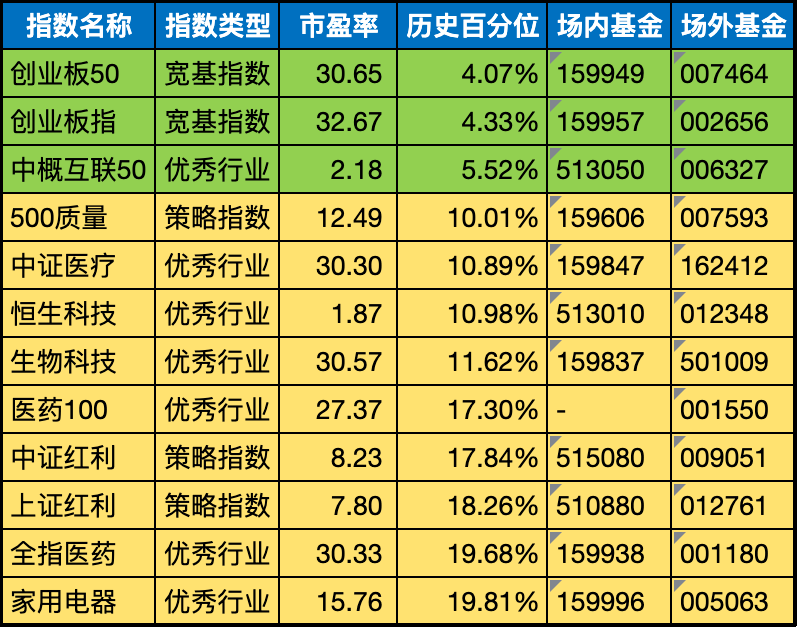 指数名称 指数类型 市盈率 历史百分位 场内基金 场外基金
创业板50 宽基指数 30.65 4.07% 159949 007464
创业板指 宽基指数 32.67 4.33% 159957 002656
中概互联50 优秀行业 2.18 5.52% 513050 006327
500质量 策略指数 12.49 10.01% 159606 007593
中证医疗 优秀行业 30.30 10.89% 159847 162412
恒生科技 优秀行业 1.87 10.98% 513010 012348
生物科技 优秀行业 30.57 11.62% 159837 501009
医药100 优秀行业 27.37 17.30% - 001550
中证红利 策略指数 8.23 17.84% 515080 009051
上证红利 策略指数 7.80 18.26% 510880 012761
全指医药 优秀行业 30.33 19.68% 159938 001180
家用电器 优秀行业 15.76 19.81% 159996 005063